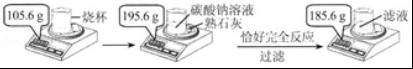 105.6 g
烧杯
195.6 g
碳酸钠溶液
熟石灰
恰好完全反应
过滤
185.6 g
滤液